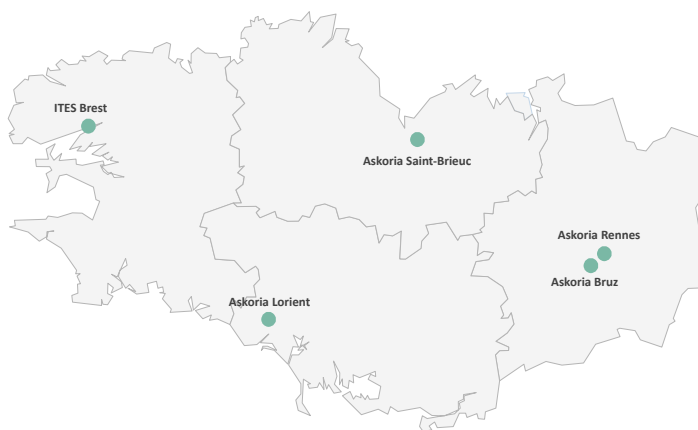 ITES Brest
Askoria Saint-Brieuc
Askoria Rennes
Askoria Bruz
Askoria Lorient